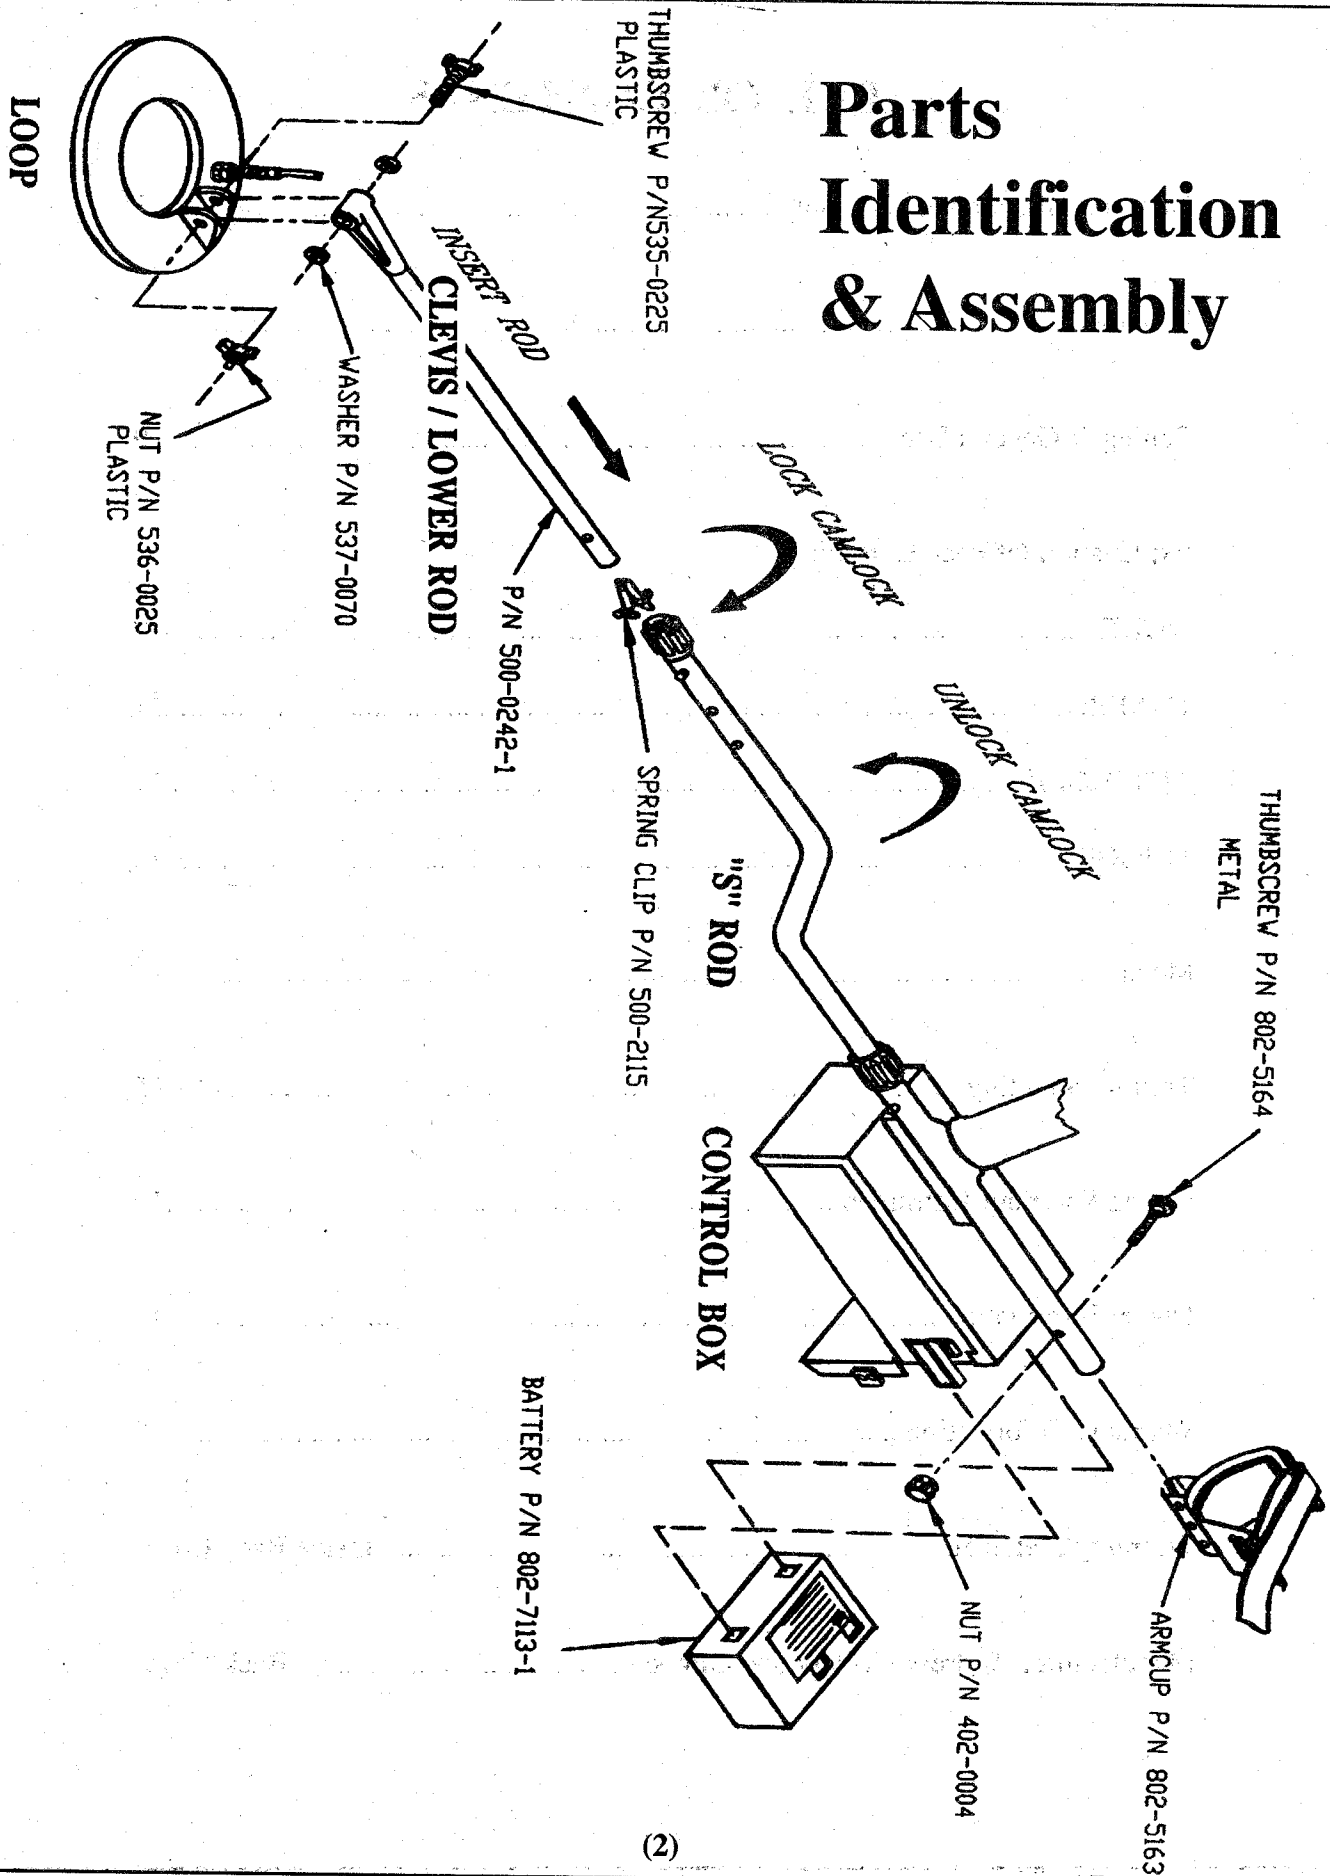 Parts
Identification
& Assembly
THUMBSCREW P/N535-0225
PLASTIC
LOOP
INSERT ROD
CLEVIS / LOWER ROD
WASHER P/N 537-0070
NUT P/N 536-0025
PLASTIC
P/N 500-0242-1
LOCK CAMLOCK
UNLOCK CAMLOCK
SPRING CLIP P/N 500-2115
"S" ROD
THUMBSCREW P/N 802-5164
METAL
CONTROL BOX
BATTERY P/N 802-7113-1
NUT P/N 402-0004
ARMCUP P/N 802-5163
(2)